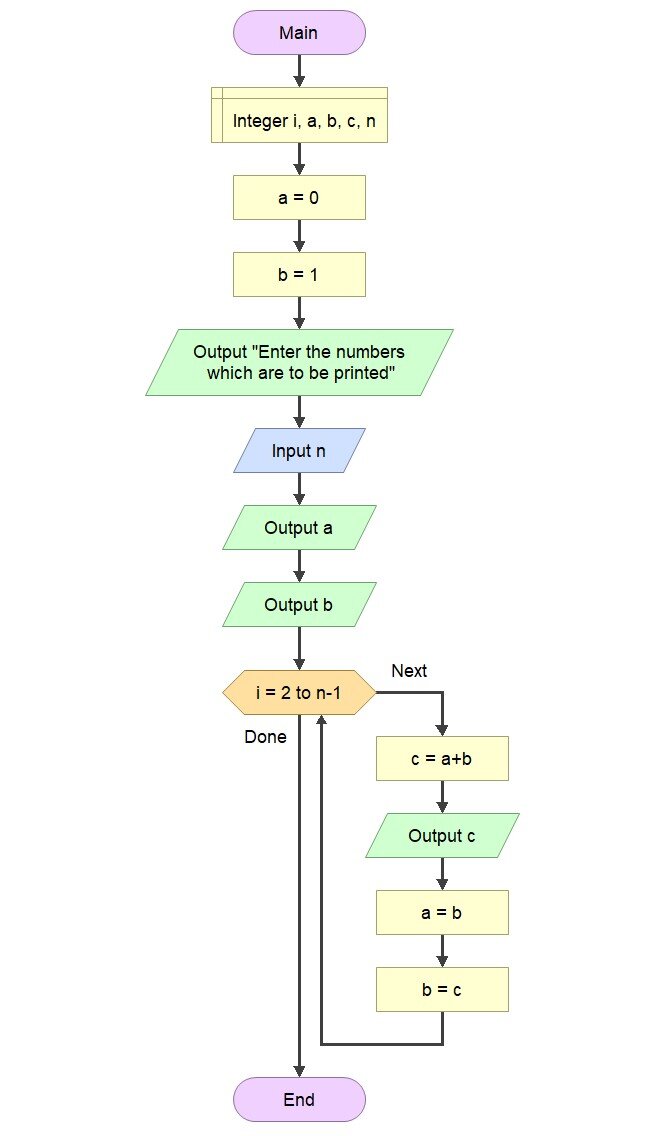 Main
Integer i, a, b, c, n
a = 0
b = 1
Output "Enter the numbers
which are to be printed"
Input n
Output a
Output b
i = 2 to n-1
Next
Done
c = a+b
Output c
a = b
b = c
End